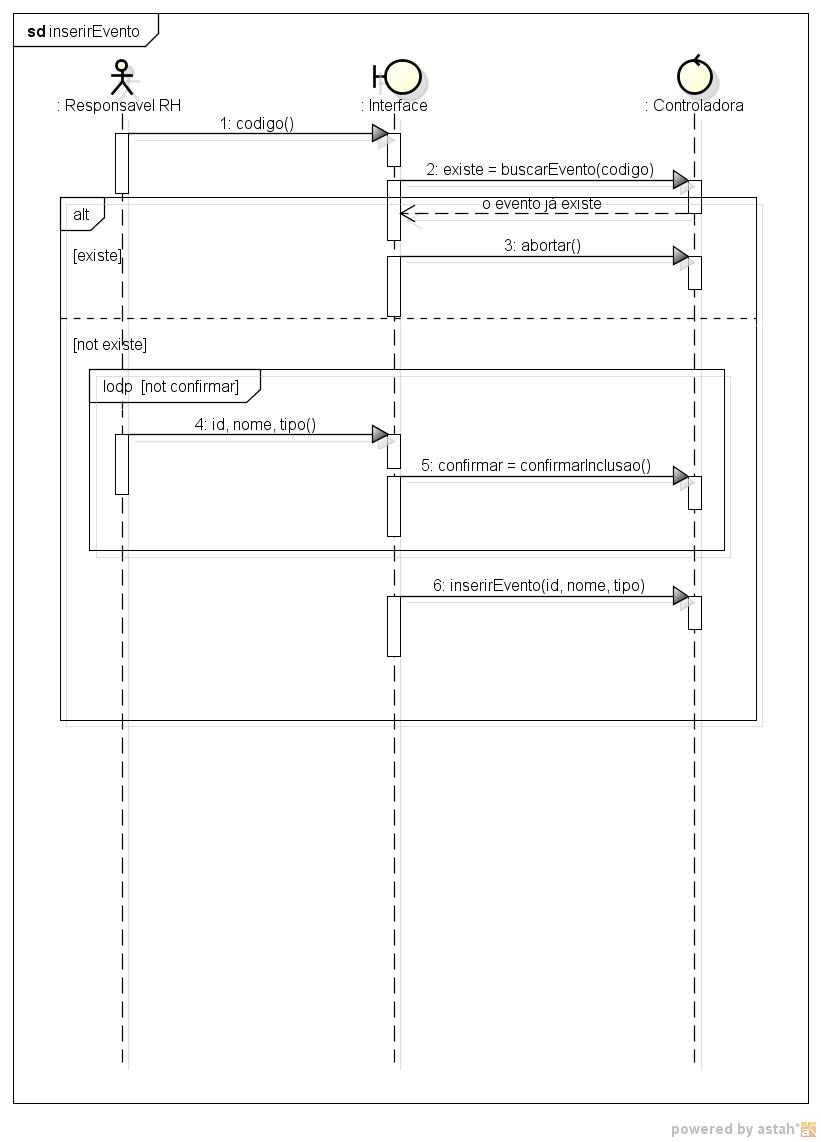 sd inserirEvento
: Responsavel RH
: Interface
: Controladora
1: codigo()
2: existe = buscarEvento(codigo)
o evento já existe
alt
[existe]
3: abortar()
[not existe]
loop [not confirmar]
4: id, nome, tipo()
5: confirmar = confirmarInclusao()
6: inserirEvento(id, nome, tipo)
powered by astah*